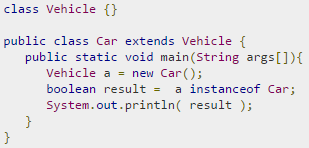 class Vehicle {}
public class Car extends Vehicle {
   public static void main(String args[]){
      Vehicle a = new Car();
      boolean result =  a instanceof Car;
      System.out.println( result );
   }
}